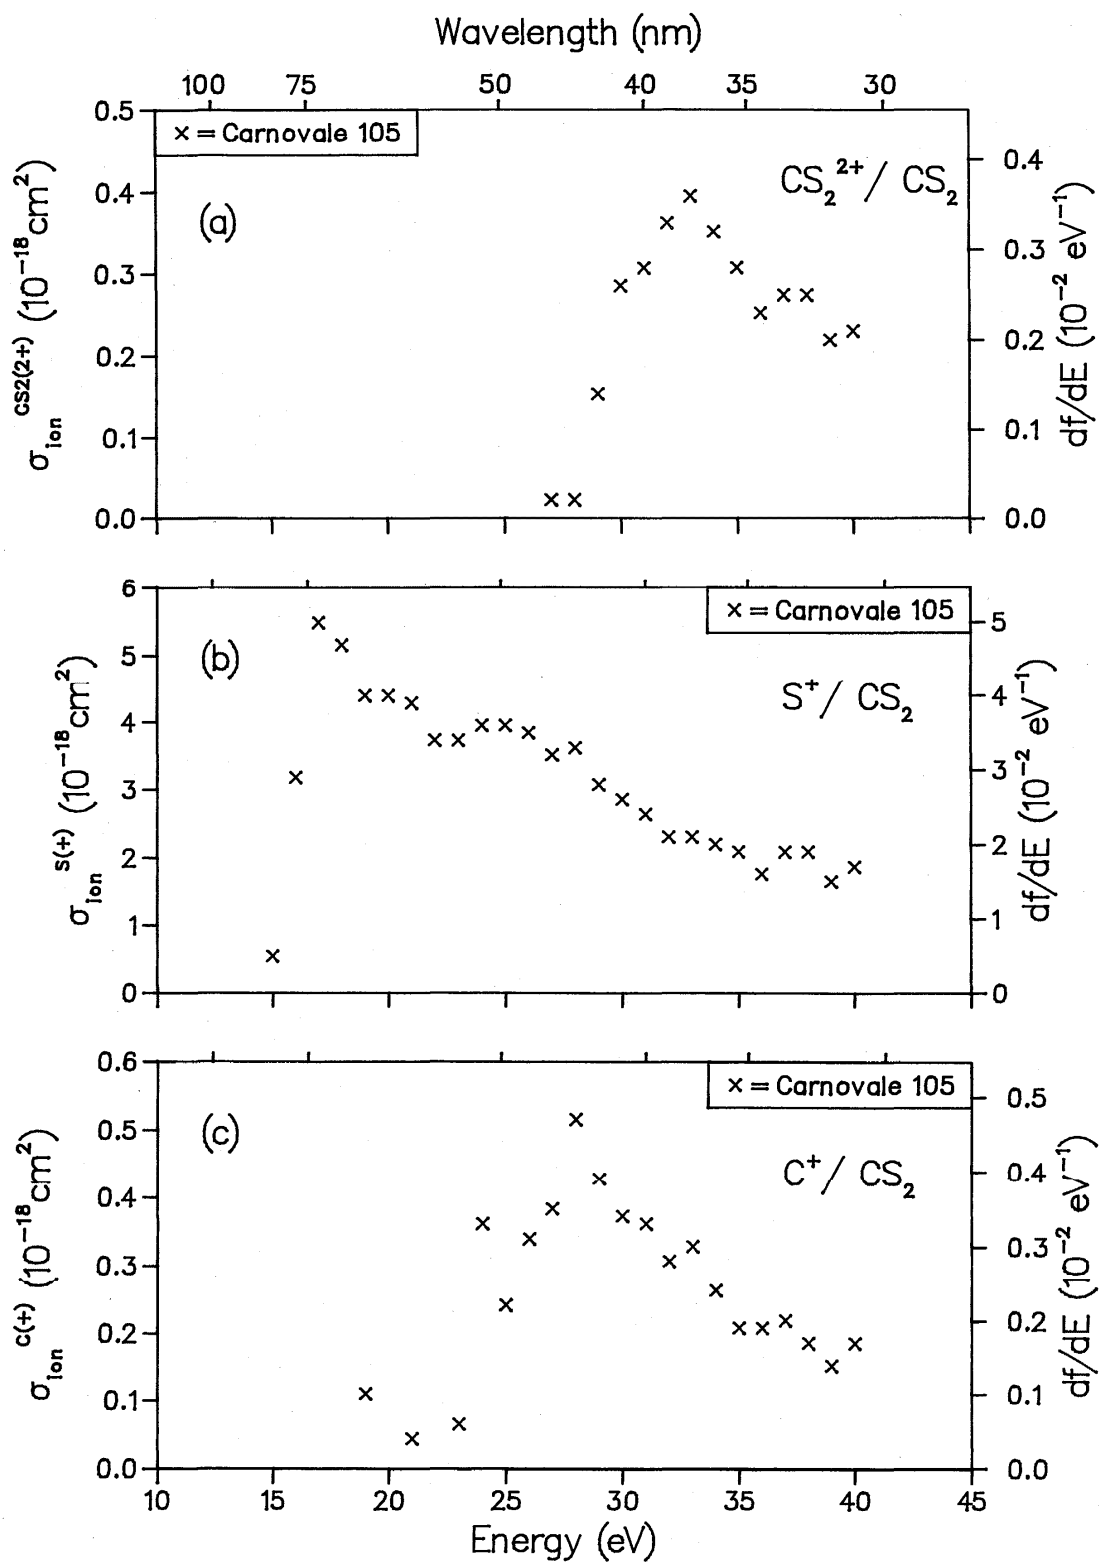 Wavelength (nm)
100 75 50 40 35 30
× = Carnovale 105
(a)
CS₂²⁺/ CS₂
0.5
0.4
0.3
0.2
0.1
0.0
σ_ion^cs2(2+) (10⁻¹⁸cm²)
0.4
0.3
0.2
0.1
0.0
df/dE (10⁻² eV⁻¹)
× = Carnovale 105
(b)
S⁺/ CS₂
6
5
4
3
2
1
0
σ_ion^s(+) (10⁻¹⁸cm²)
5
4
3
2
1
0
df/dE (10⁻² eV⁻¹)
× = Carnovale 105
(c)
C⁺/ CS₂
0.6
0.5
0.4
0.3
0.2
0.1
0.0
σ_ion^c(+) (10⁻¹⁸cm²)
0.5
0.4
0.3
0.2
0.1
0.0
df/dE (10⁻² eV⁻¹)
10 15 20 25 30 35 40 45
Energy (eV)